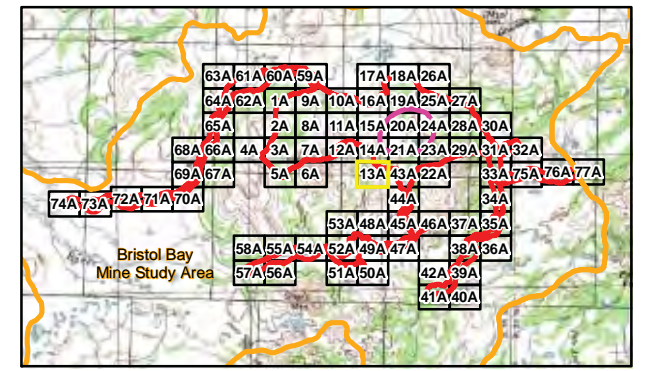 63A 61A 60A 59A 17A 18A 26A
64A 62A 1A 9A 10A 16A 19A 25A 27A
65A 2A 8A 11A 15A 20A 24A 28A 30A
68A 66A 4A 3A 7A 12A 14A 21A 23A 29A 31A 32A
69A 67A 5A 6A 13A 43A 22A 33A 75A 76A 77A
74A 73A 72A 71A 70A 44A 34A
53A 48A 45A 46A 37A 35A
58A 55A 54A 52A 49A 47A 38A 36A
Bristol Bay
Mine Study Area
57A 56A 51A 50A 42A 39A
41A 40A